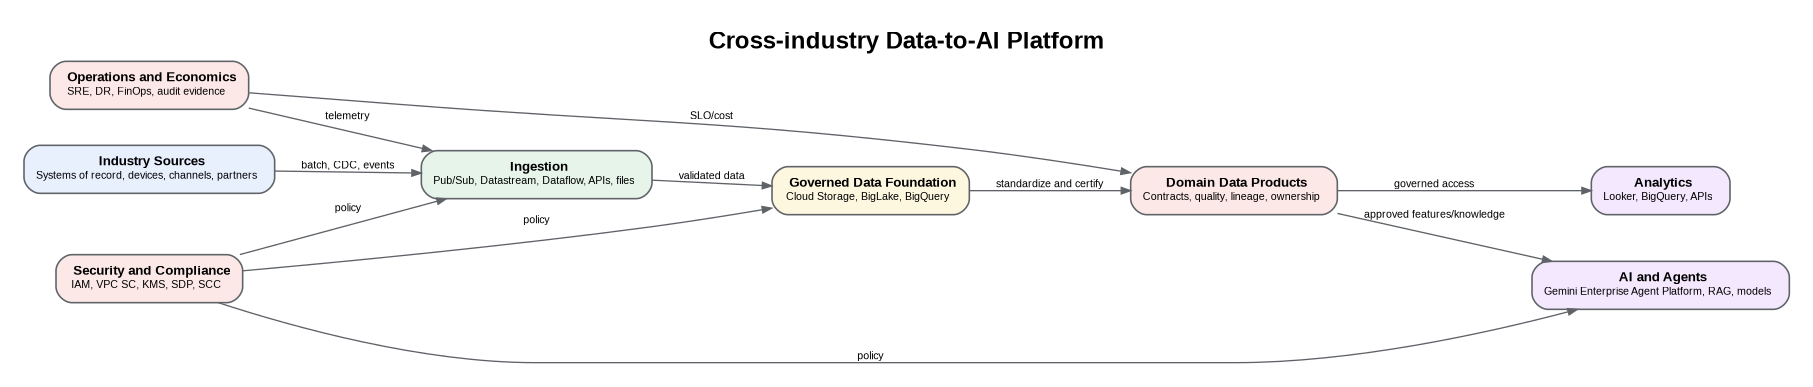 Cross-industry Data-to-AI Platform
Operations and Economics
SRE, DR, FinOps, audit evidence
telemetry
SLO/cost
Industry Sources
Systems of record, devices, channels, partners
batch, CDC, events
Ingestion
Pub/Sub, Datastream, Dataflow, APIs, files
validated data
Governed Data Foundation
Cloud Storage, BigLake, BigQuery
standardize and certify
Domain Data Products
Contracts, quality, lineage, ownership
governed access
Analytics
Looker, BigQuery, APIs
approved features/knowledge
policy
policy
Security and Compliance
IAM, VPC SC, KMS, SDP, SCC
AI and Agents
Gemini Enterprise Agent Platform, RAG, models
policy